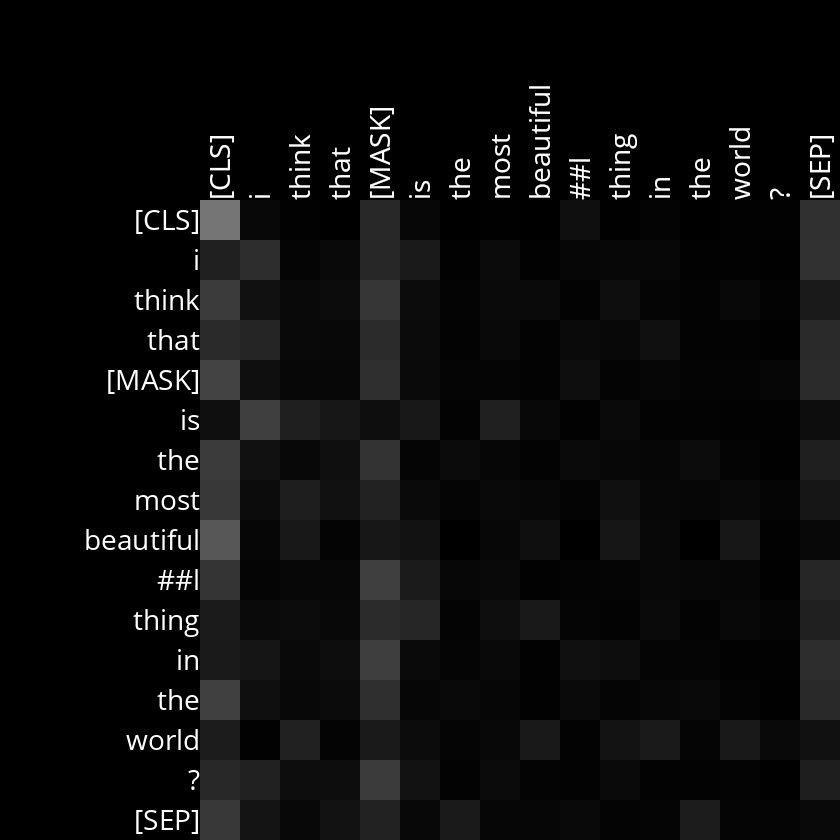 [CLS] i think that [MASK] is the most beautiful ##l thing in the world ? [SEP]
[CLS]
i
think
that
[MASK]
is
the
most
beautiful
##l
thing
in
the
world
?
[SEP]